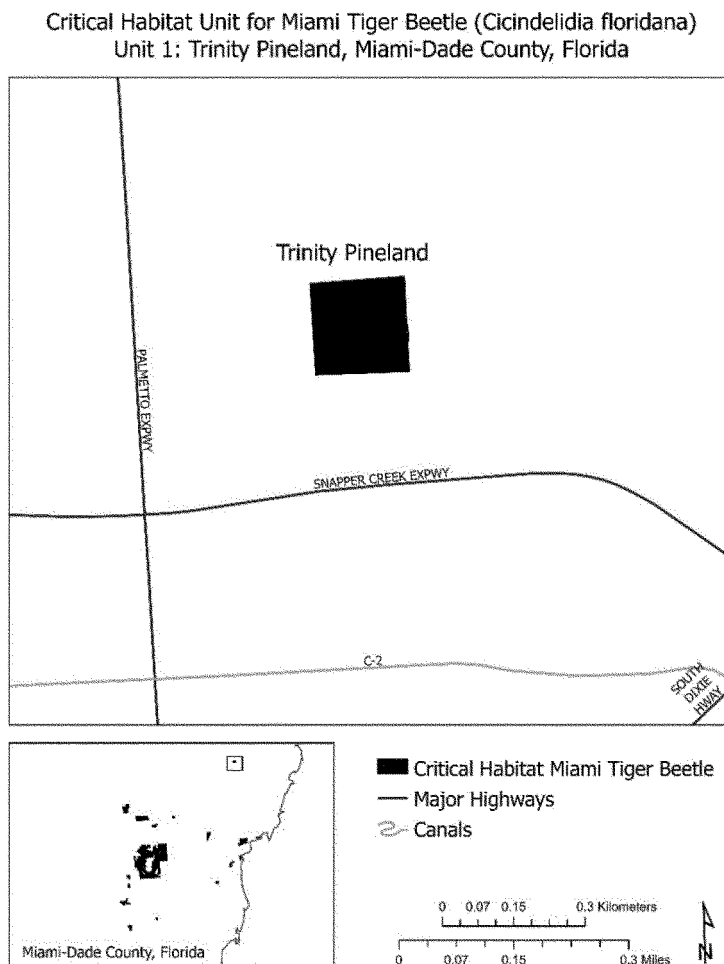 Critical Habitat Unit for Miami Tiger Beetle (Cicindelidia floridana)
Unit 1: Trinity Pineland, Miami-Dade County, Florida
Trinity Pineland
PALMETTO EXPWY
SNAPPER CREEK EXPWY
C-2
SOUTH
DIXIE
HWAY
Critical Habitat Miami Tiger Beetle
Major Highways
Canals
Miami-Dade County, Florida
0 0.07 0.15 0.3 Kilometers
0 0.07 0.15 0.3 Miles
N